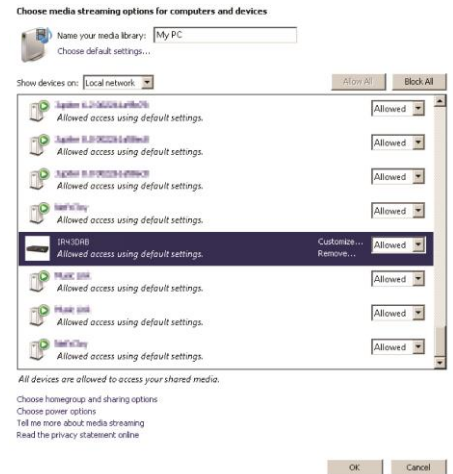 Choose media streaming options for computers and devices
Name your media library: My PC
Choose default settings...
Show devices on: Local network Allow All Block All
Allowed
Allowed access using default settings.
Allowed
Allowed access using default settings.
Allowed
Allowed access using default settings.
Allowed
Allowed access using default settings.
IR430AB Customize... Allowed
Allowed access using default settings. Remove...
Allowed
Allowed access using default settings.
Allowed
Allowed access using default settings.
Allowed
Allowed access using default settings.
All devices are allowed to access your shared media.
Choose homegroup and sharing options
Choose power options
Tell me more about media streaming
Read the privacy statement online
OK Cancel